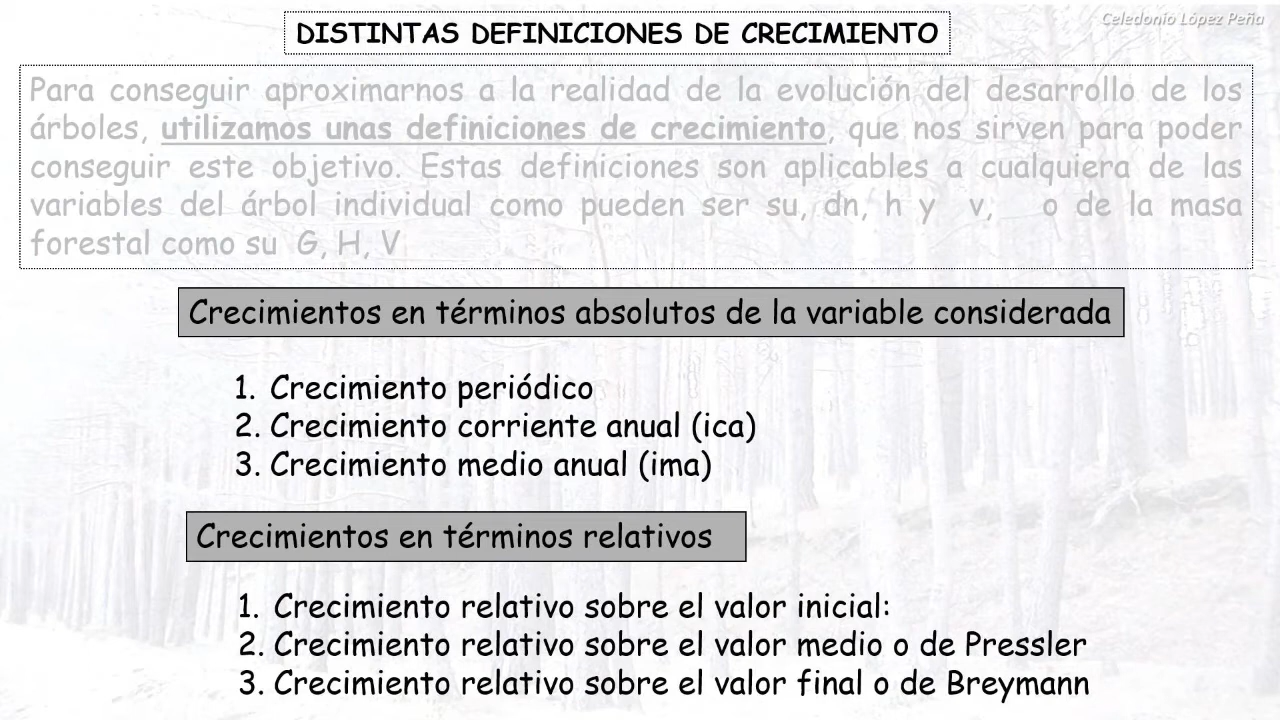 Celedonio López Peña
DISTINTAS DEFINICIONES DE CRECIMIENTO
Para conseguir aproximarnos a la realidad de la evolución del desarrollo de los
árboles, utilizamos unas definiciones de crecimiento, que nos sirven para poder
conseguir este objetivo. Estas definiciones son aplicables a cualquiera de las
variables del árbol individual como pueden ser su, dn, h y v, o de la masa
forestal como su G, H, V
Crecimientos en términos absolutos de la variable considerada
1. Crecimiento periódico
2. Crecimiento corriente anual (ica)
3. Crecimiento medio anual (ima)
Crecimientos en términos relativos
1. Crecimiento relativo sobre el valor inicial:
2. Crecimiento relativo sobre el valor medio o de Pressler
3. Crecimiento relativo sobre el valor final o de Breymann